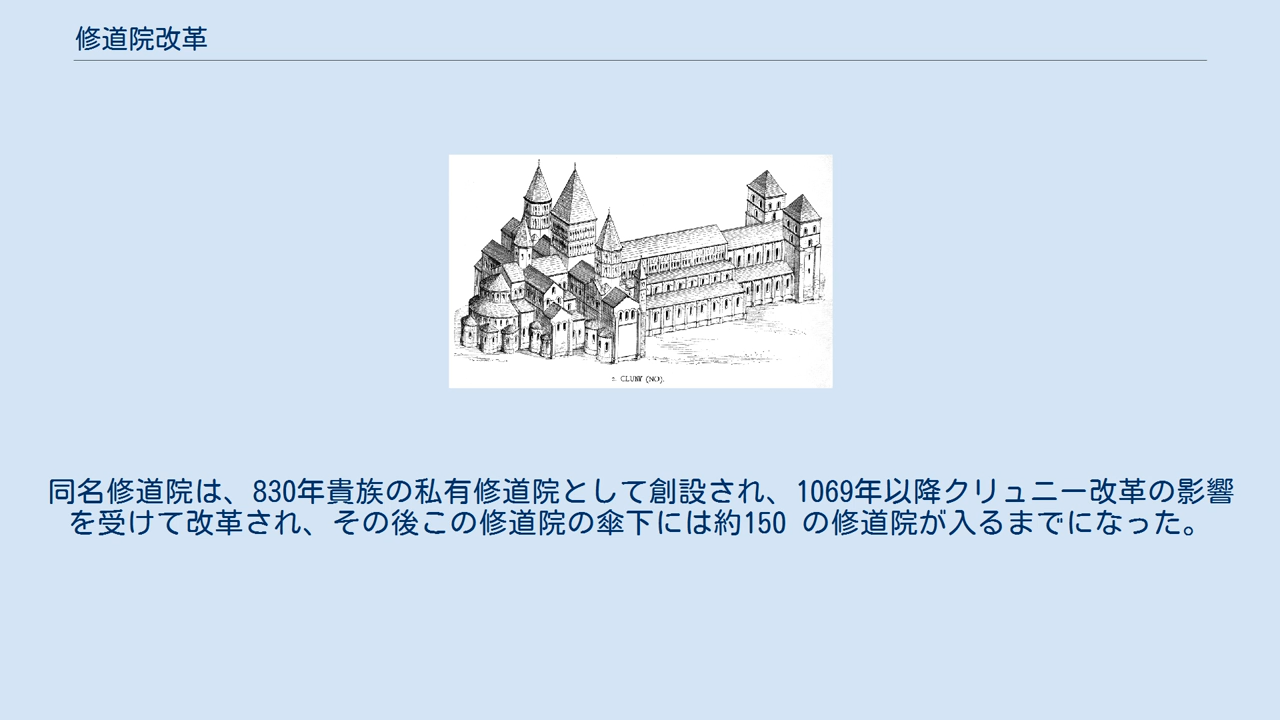 修道院改革
2. CLUNY (NO).
同名修道院は、830年貴族の私有修道院として創設され、1069年以降クリュニー改革の影響
を受けて改革され、その後この修道院の傘下には約150 の修道院が入るまでになった。